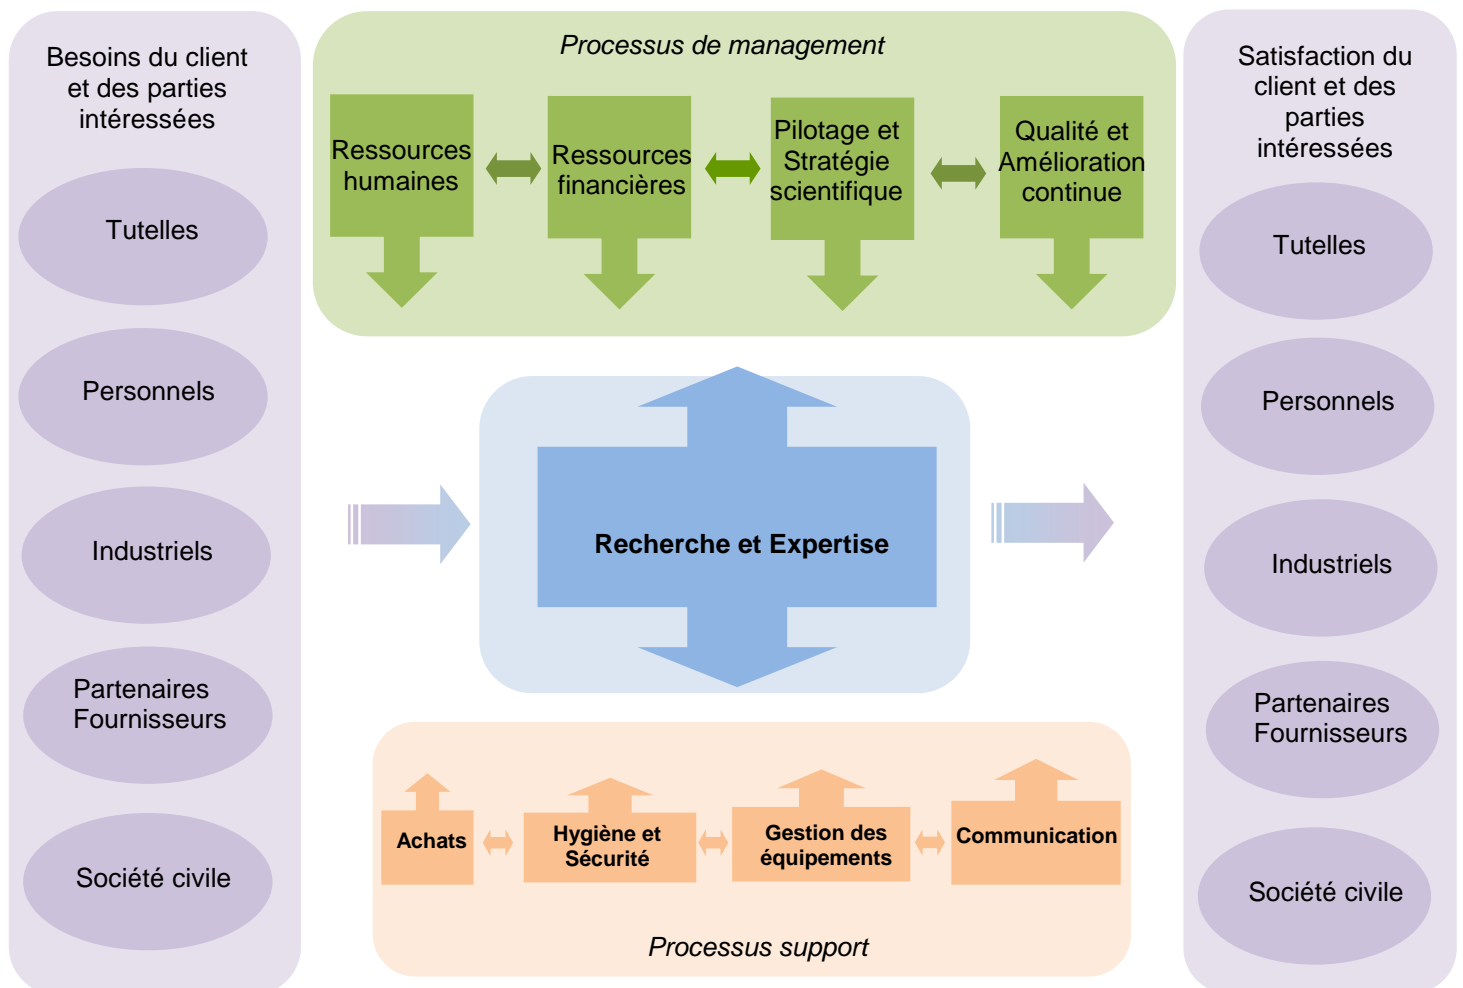 Besoins du client
et des parties
intéressées
Tutelles
Personnels
Industriels
Partenaires
Fournisseurs
Société civile
Processus de management
Ressources
humaines
Ressources
financières
Pilotage et
Stratégie
scientifique
Qualité et
Amélioration
continue
Recherche et Expertise
Achats
Hygiène et
Sécurité
Gestion des
équipements
Communication
Processus support
Satisfaction du
client et des
parties
intéressées
Tutelles
Personnels
Industriels
Partenaires
Fournisseurs
Société civile